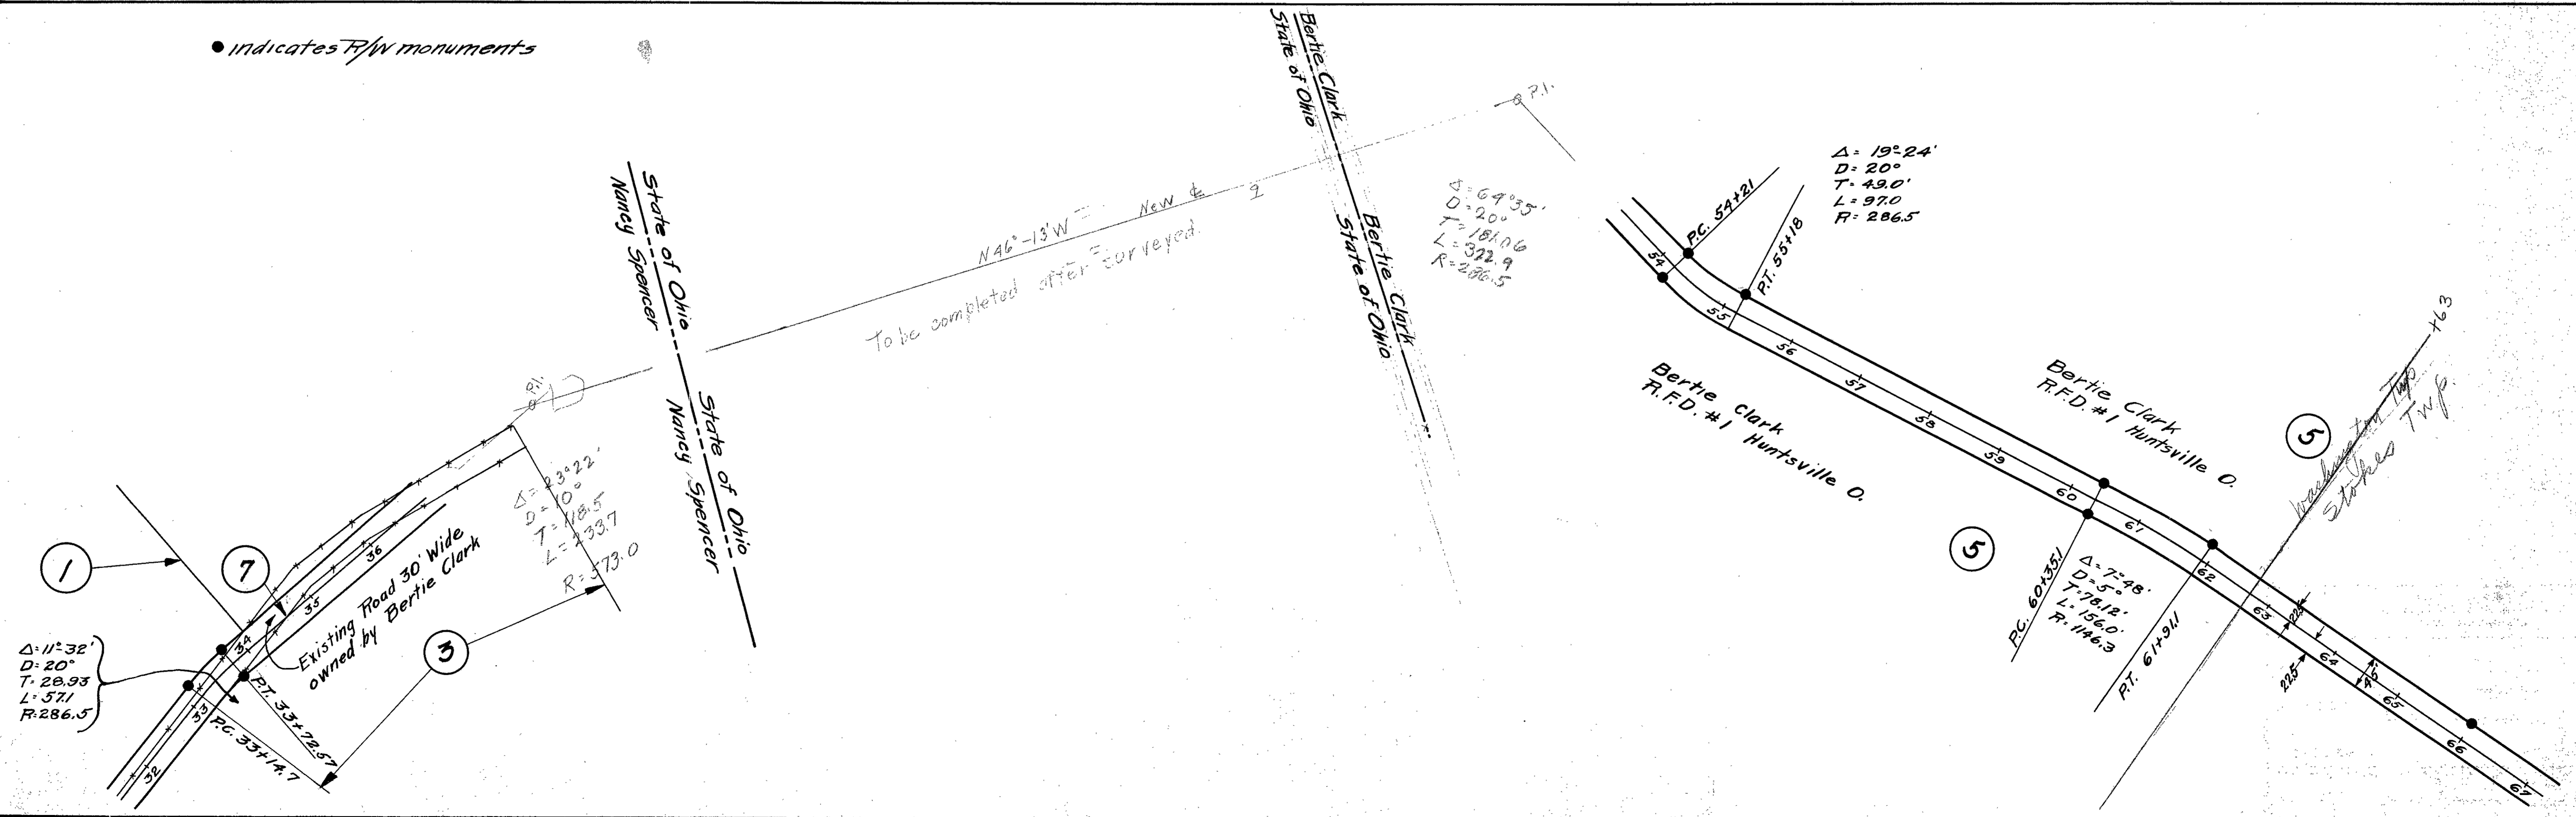 indicates R/W monuments
Bertie Clark
State of Ohio
P.I.
Δ= 19°-24'
D= 20°
T= 49.0'
L= 97.0
R= 286.5
State of Ohio
Nancy Spencer
N46°-13'W
New ℄
To be completed after surveyed.
Δ= 64°35'
D= 20°
T= 181.06
L= 322.9
R= 286.5
Bertie Clark
State of Ohio
P.C. 54+21
P.T. 55+18
54
55
56
57
58
59
60
61
62
63
64
65
66
67
Bertie Clark
R.F.D. #1 Huntsville O.
Bertie Clark
R.F.D. #1 Huntsville O.
+63
Washington Twp
Stokes Twp.
5
5
P.C. 60+35.1
Δ= 7°-48'
D= 5°
T= 78.12'
L= 156.0'
R= 1146.3
P.T. 61+91.1
22.5
22.5
45'
P.I.
State of Ohio
Nancy Spencer
Δ= 23°22'
D= 10°
T= 118.5
L= 233.7
R= 573.0
1
7
3
36
35
34
33
32
Existing Road 30' Wide
owned by Bertie Clark
Δ= 11°-32'
D= 20°
T= 28.93
L= 57.1
R= 286.5
P.T. 33+72.57
P.C. 33+14.7